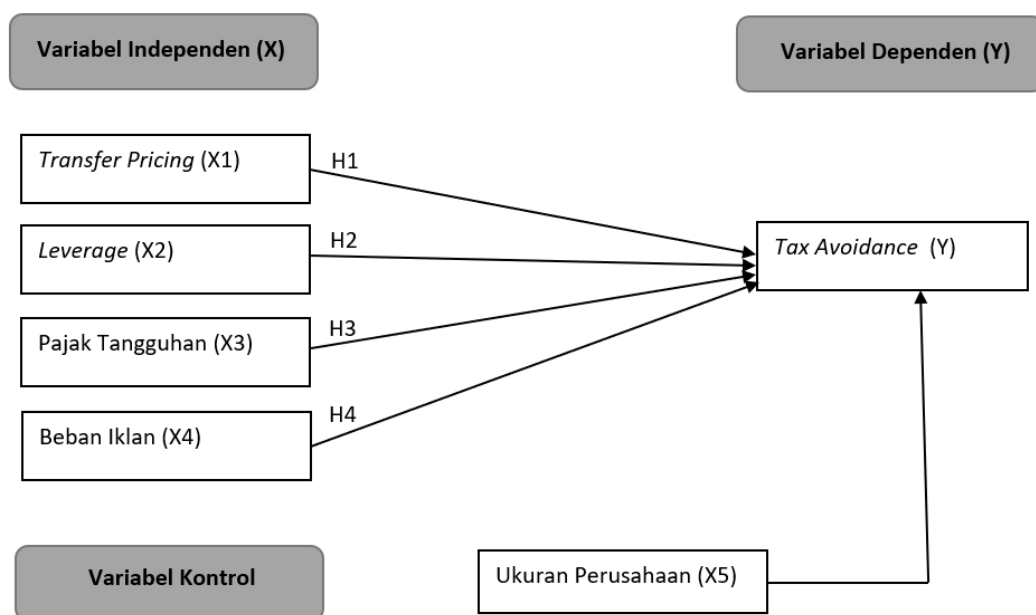 Variabel Independen (X)
Variabel Dependen (Y)
Transfer Pricing (X1)
H1
Leverage (X2)
H2
Tax Avoidance (Y)
Pajak Tangguhan (X3)
H3
Beban Iklan (X4)
H4
Variabel Kontrol
Ukuran Perusahaan (X5)